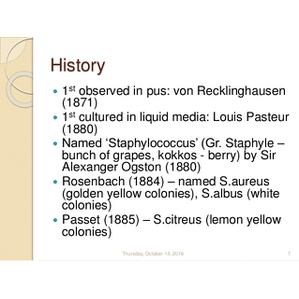 History
1st observed in pus: von Recklinghausen
(1871)
1st cultured in liquid media: Louis Pasteur
(1880)
Named ‘Staphylococcus’ (Gr. Staphyle –
bunch of grapes, kokkos - berry) by Sir
Alexanger Ogston (1880)
Rosenbach (1884) – named S.aureus
(golden yellow colonies), S.albus (white
colonies)
Passet (1885) – S.citreus (lemon yellow
colonies)
Thursday, October 13, 2016
7